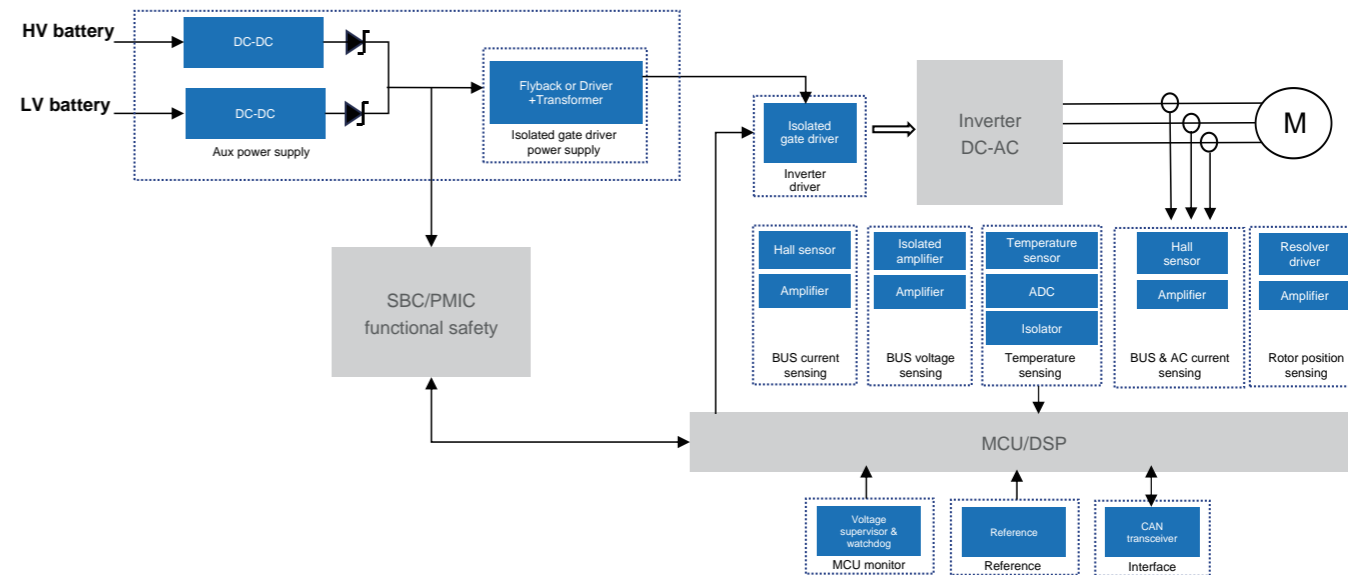 HV battery
DC-DC
LV battery
DC-DC
Aux power supply
Flyback or Driver
+Transformer
Isolated gate driver
power supply
Isolated
gate driver
Inverter
driver
Inverter
DC-AC
M
SBC/PMIC
functional safety
Hall sensor
Amplifier
BUS current
sensing
Isolated
amplifier
Amplifier
BUS voltage
sensing
Temperature
sensor
ADC
Isolator
Temperature
sensing
Hall
sensor
Amplifier
BUS & AC current
sensing
Resolver
driver
Amplifier
Rotor position
sensing
MCU/DSP
Voltage
supervisor &
watchdog
MCU monitor
Reference
Reference
CAN
transceiver
Interface